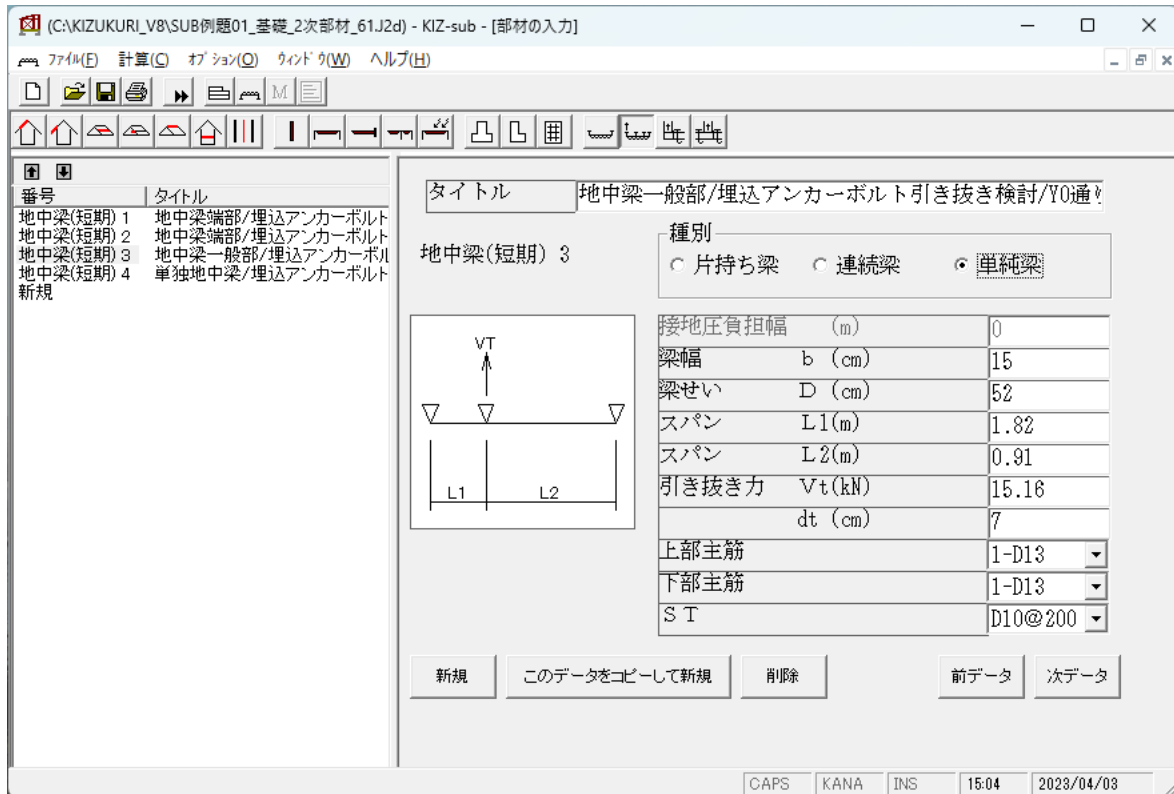 (C:\KIZUKURI_V8\SUB例題01_基礎_2次部材_61.J2d) - KIZ-sub - [部材の入力]
ファイル(F) 計算(C) オプション(O) ウィンドウ(W) ヘルプ(H)
番号 タイトル
地中梁(短期) 1 地中梁端部/埋込アンカーボルト
地中梁(短期) 2 地中梁端部/埋込アンカーボルト
地中梁(短期) 3 地中梁一般部/埋込アンカーボル
地中梁(短期) 4 単独地中梁/埋込アンカーボルト
新規
タイトル 地中梁一般部/埋込アンカーボルト引き抜き検討/Y0通り
地中梁(短期) 3
種別
片持ち梁 連続梁 単純梁
VT
L1 L2
接地圧負担幅 (m) 0
梁幅 b (cm) 15
梁せい D (cm) 52
スパン L1(m) 1.82
スパン L2(m) 0.91
引き抜き力 Vt(kN) 15.16
dt (cm) 7
上部主筋 1-D13
下部主筋 1-D13
ST D10@200
新規 このデータをコピーして新規 削除 前データ 次データ
CAPS KANA INS 15:04 2023/04/03